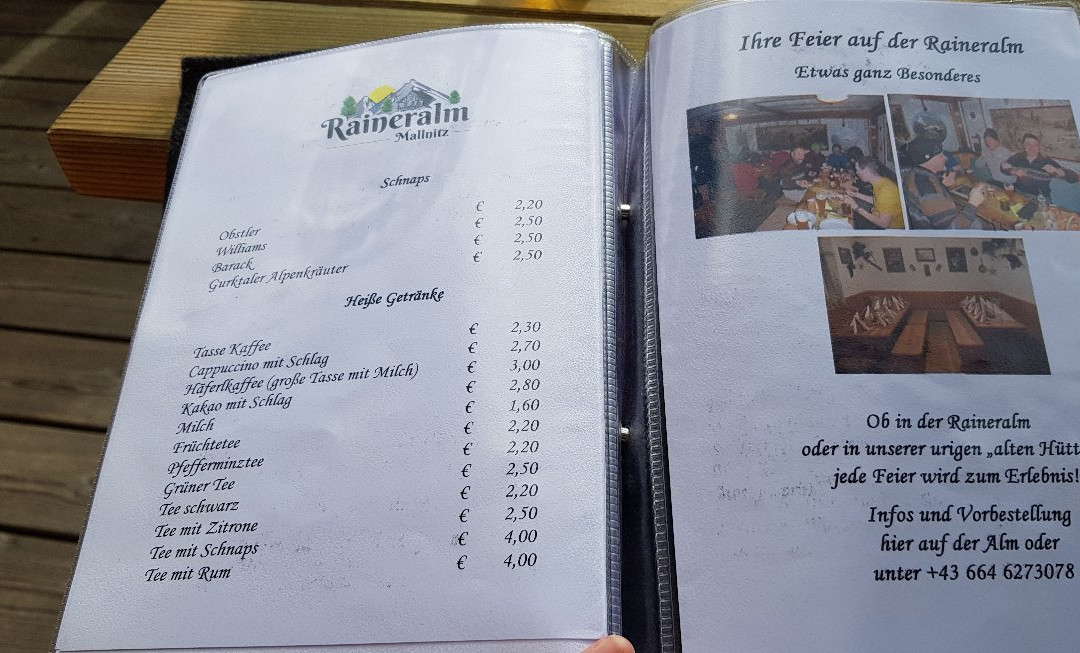 Raineralm
Mallnitz
Schnaps
Obstler € 2,20
Williams € 2,50
Barack € 2,50
Gurktaler Alpenkräuter € 2,50
Heiße Getränke
Tasse Kaffee € 2,30
Cappuccino mit Schlag € 2,70
Häferlkaffee (große Tasse mit Milch) € 3,00
Kakao mit Schlag € 2,80
Milch € 1,60
Früchtetee € 2,20
Pfefferminztee € 2,20
Grüner Tee € 2,50
Tee schwarz € 2,20
Tee mit Zitrone € 2,50
Tee mit Schnaps € 4,00
Tee mit Rum € 4,00
Ihre Feier auf der Raineralm
Etwas ganz Besonderes
Ob in der Raineralm
oder in unserer urigen „alten Hütt
jede Feier wird zum Erlebnis!
Infos und Vorbestellung
hier auf der Alm oder
unter +43 664 6273078